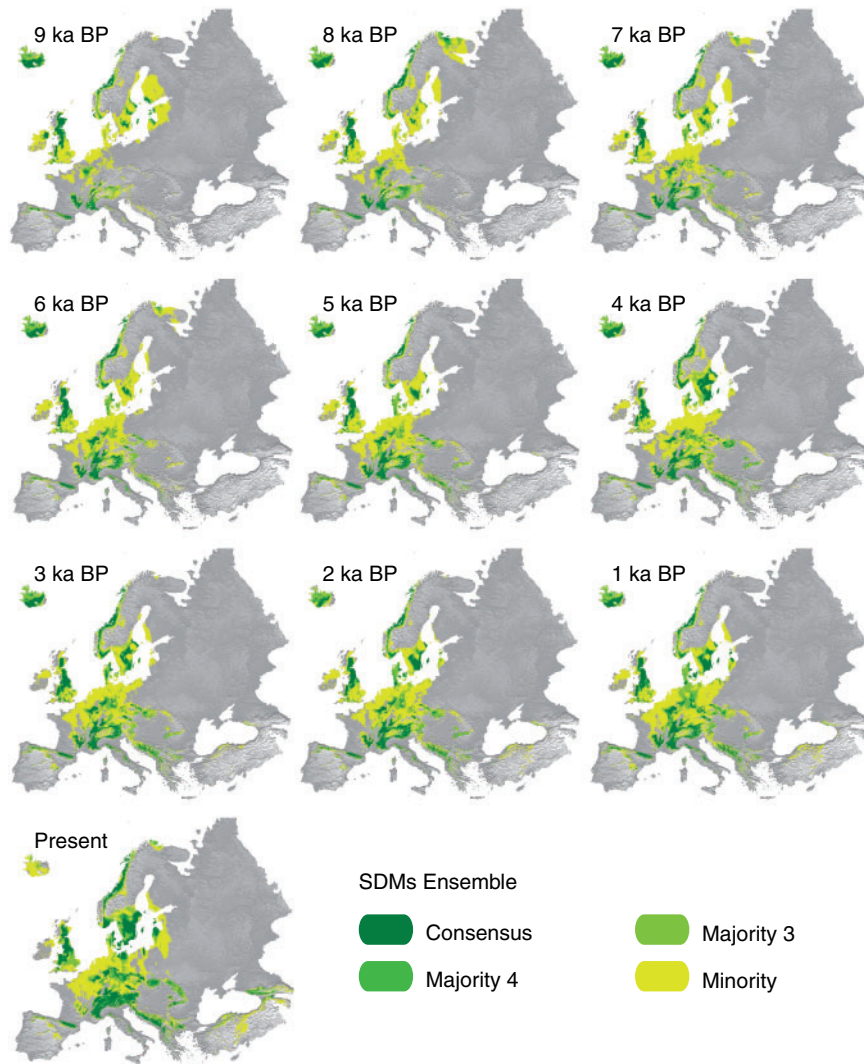 9 ka BP
8 ka BP
7 ka BP
6 ka BP
5 ka BP
4 ka BP
3 ka BP
2 ka BP
1 ka BP
Present
SDMs Ensemble
Consensus
Majority 3
Majority 4
Minority